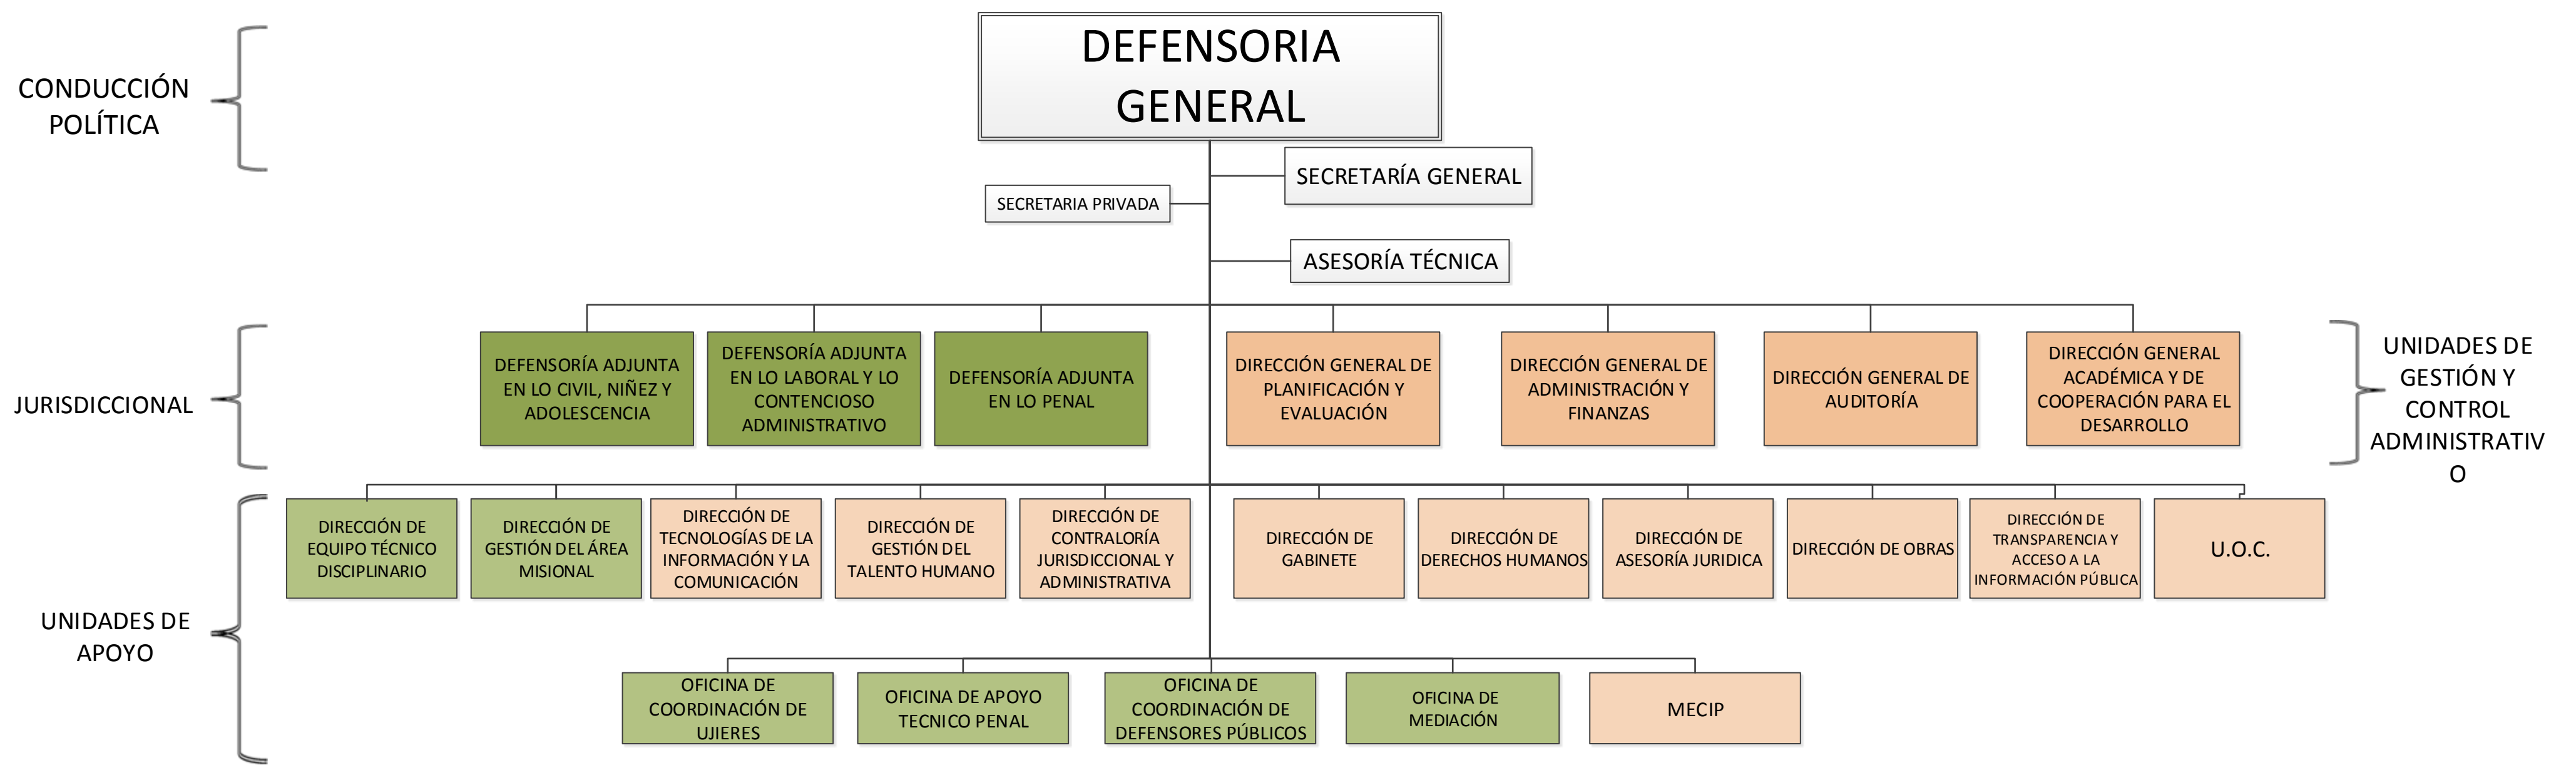 CONDUCCIÓN
POLÍTICA
DEFENSORIA
GENERAL
SECRETARÍA GENERAL
SECRETARIA PRIVADA
ASESORÍA TÉCNICA
JURISDICCIONAL
DEFENSORÍA ADJUNTA
EN LO CIVIL, NIÑEZ Y
ADOLESCENCIA
DEFENSORÍA ADJUNTA
EN LO LABORAL Y LO
CONTENCIOSO
ADMINISTRATIVO
DEFENSORÍA ADJUNTA
EN LO PENAL
DIRECCIÓN GENERAL DE
PLANIFICACIÓN Y
EVALUACIÓN
DIRECCIÓN GENERAL DE
ADMINISTRACIÓN Y
FINANZAS
DIRECCIÓN GENERAL DE
AUDITORÍA
DIRECCIÓN GENERAL
ACADÉMICA Y DE
COOPERACIÓN PARA EL
DESARROLLO
UNIDADES DE
GESTIÓN Y
CONTROL
ADMINISTRATIV
O
UNIDADES DE
APOYO
DIRECCIÓN DE
EQUIPO TÉCNICO
DISCIPLINARIO
DIRECCIÓN DE
GESTIÓN DEL ÁREA
MISIONAL
DIRECCIÓN DE
TECNOLOGÍAS DE LA
INFORMACIÓN Y LA
COMUNICACIÓN
DIRECCIÓN DE
GESTIÓN DEL
TALENTO HUMANO
DIRECCIÓN DE
CONTRALORÍA
JURISDICCIONAL Y
ADMINISTRATIVA
DIRECCIÓN DE
GABINETE
DIRECCIÓN DE
DERECHOS HUMANOS
DIRECCIÓN DE
ASESORÍA JURIDICA
DIRECCIÓN DE OBRAS
DIRECCIÓN DE
TRANSPARENCIA Y
ACCESO A LA
INFORMACIÓN PÚBLICA
U.O.C.
OFICINA DE
COORDINACIÓN DE
UJIERES
OFICINA DE APOYO
TECNICO PENAL
OFICINA DE
COORDINACIÓN DE
DEFENSORES PÚBLICOS
OFICINA DE
MEDIACIÓN
MECIP